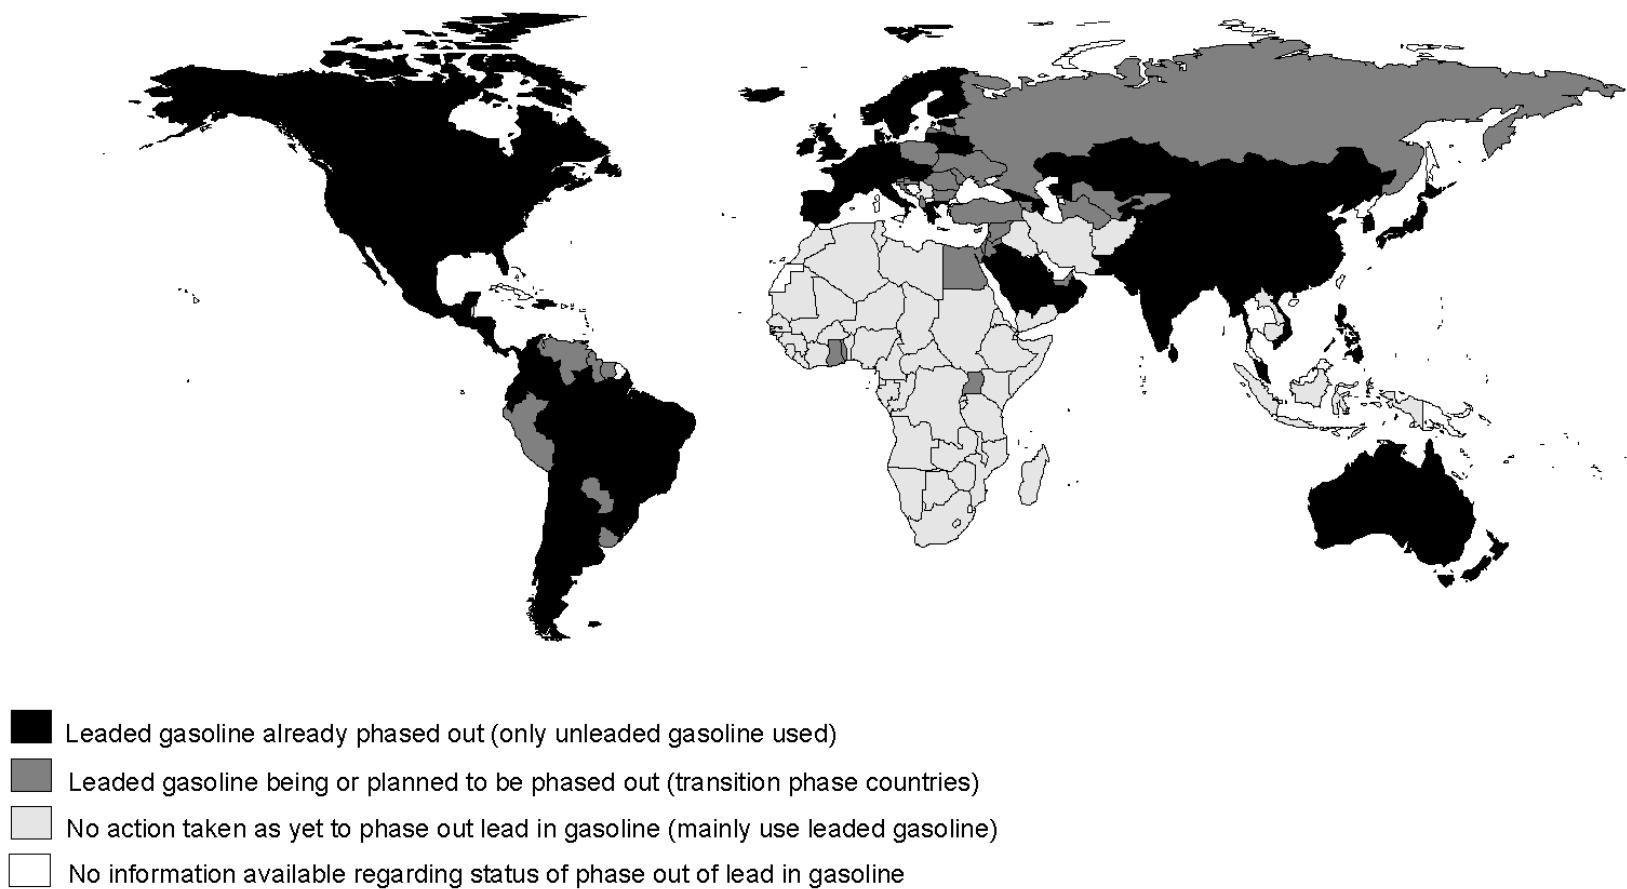 Leaded gasoline already phased out (only unleaded gasoline used)
Leaded gasoline being or planned to be phased out (transition phase countries)
No action taken as yet to phase out lead in gasoline (mainly use leaded gasoline)
No information available regarding status of phase out of lead in gasoline